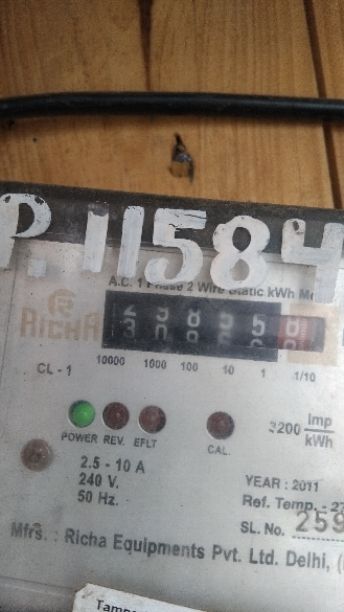 P.11584
A.C. 1 Phase 2 Wire Static kWh
RICHA
CL - 1
10000 1000 100 10 1 1/10
3200 Imp/kWh
POWER REV. EFLT CAL.
2.5 - 10 A
240 V.
50 Hz.
YEAR : 2011
Ref. Temp. - 27
SL. No. 259
Mfrs. : Richa Equipments Pvt. Ltd. Delhi, (